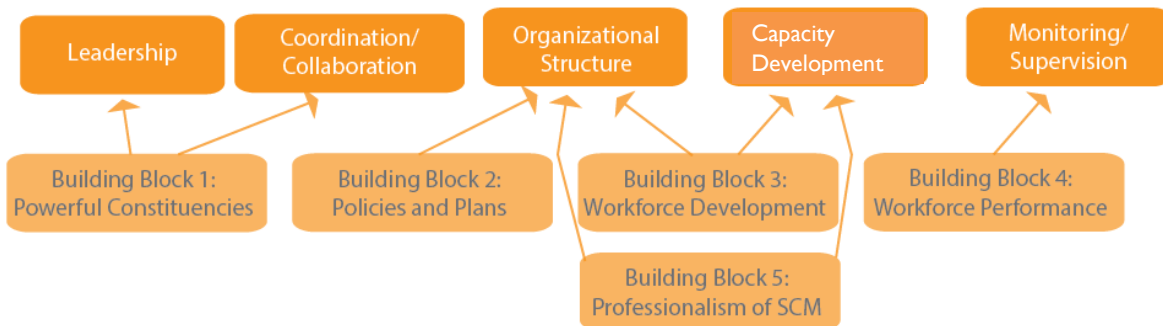 Leadership
Coordination/
Collaboration
Organizational
Structure
Capacity
Development
Monitoring/
Supervision
Building Block 1:
Powerful Constituencies
Building Block 2:
Policies and Plans
Building Block 3:
Workforce Development
Building Block 4:
Workforce Performance
Building Block 5:
Professionalism of SCM